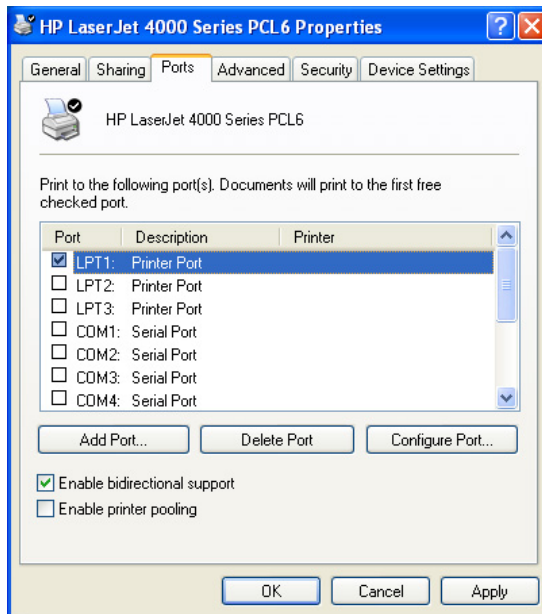 HP LaserJet 4000 Series PCL6 Properties
General Sharing Ports Advanced Security Device Settings
HP LaserJet 4000 Series PCL6
Print to the following port(s). Documents will print to the first free
checked port.
Port Description Printer
LPT1: Printer Port
LPT2: Printer Port
LPT3: Printer Port
COM1: Serial Port
COM2: Serial Port
COM3: Serial Port
COM4: Serial Port
Add Port... Delete Port Configure Port...
Enable bidirectional support
Enable printer pooling
OK Cancel Apply